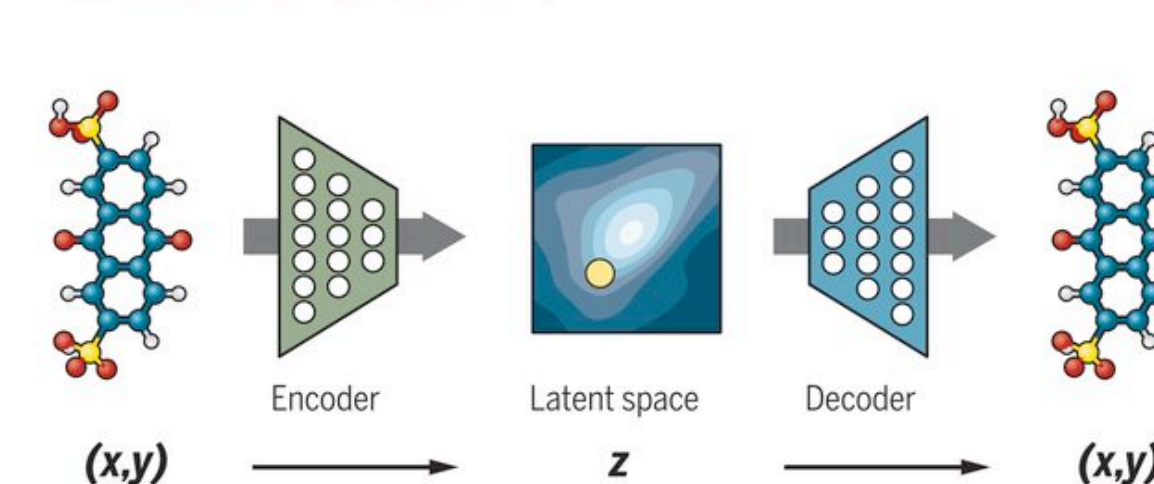 Encoder Latent space Decoder
(x,y) z (x,y)